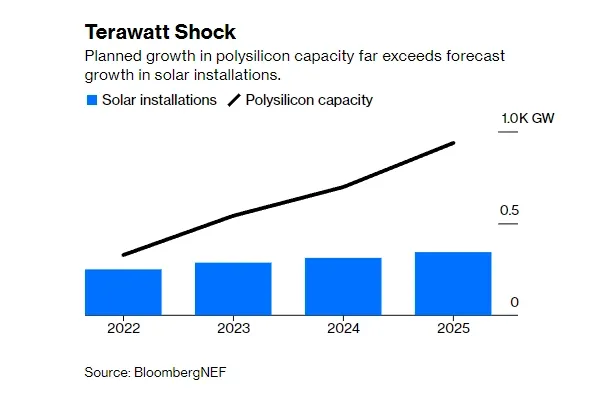 Terawatt Shock
Planned growth in polysilicon capacity far exceeds forecast
growth in solar installations.
Solar installations Polysilicon capacity
1.0K GW
0.5
0
2022 2023 2024 2025
Source: BloombergNEF